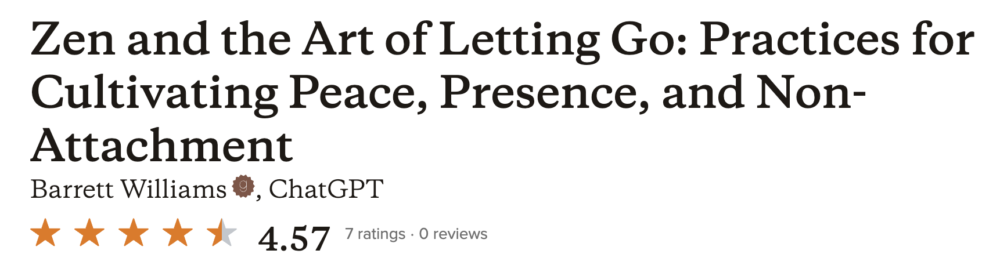 Zen and the Art of Letting Go: Practices for
Cultivating Peace, Presence, and Non-
Attachment
Barrett Williams g, ChatGPT
4.57 7 ratings · 0 reviews